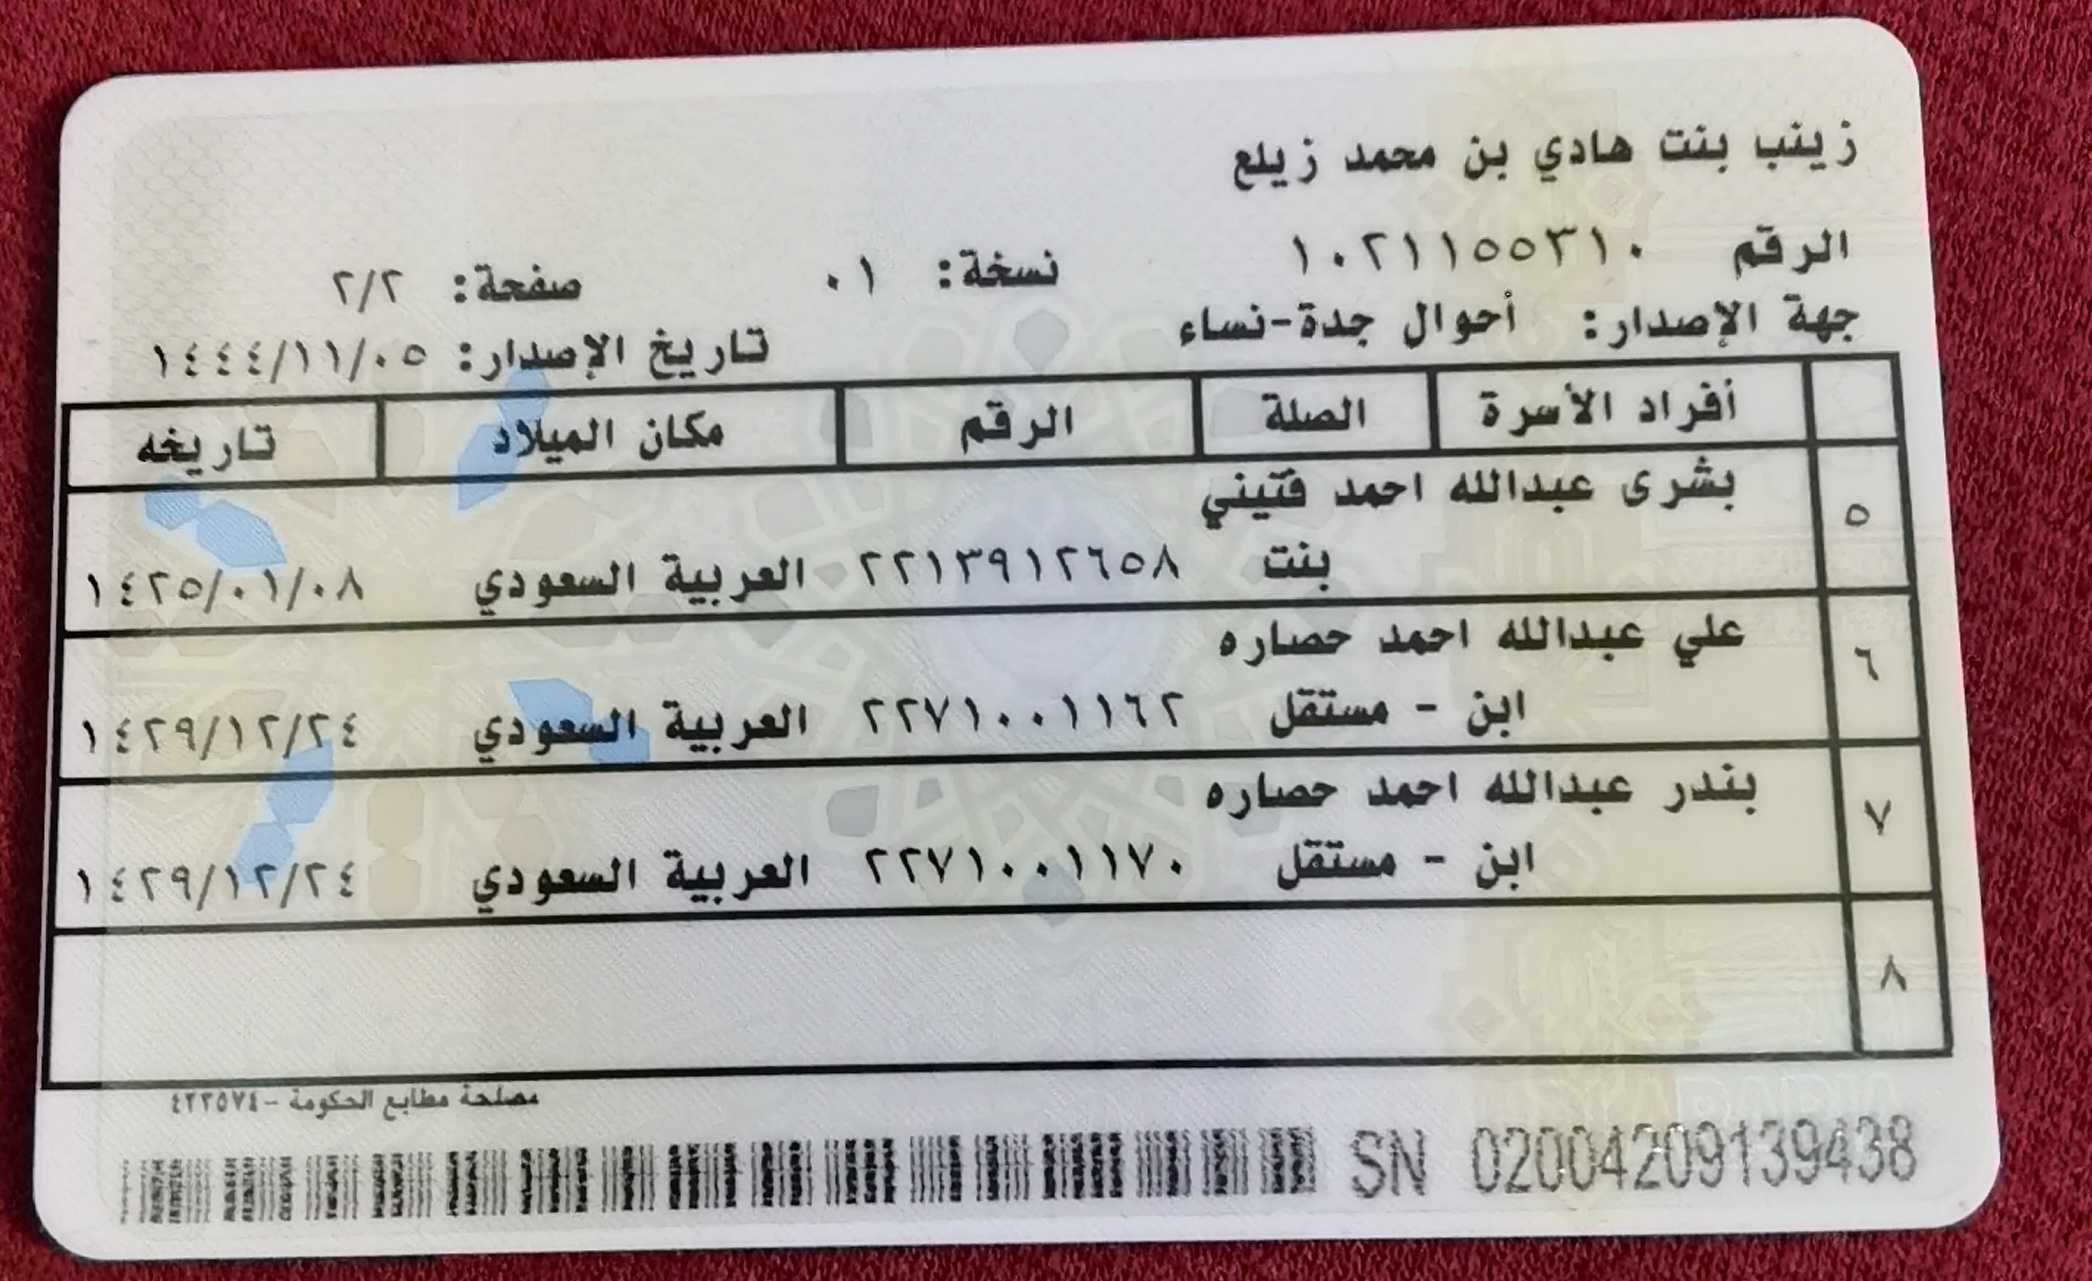 زينب بنت هادي بن محمد زيلع
الرقم ١٠٢١١٥٥٣١٠
نسخة: ٠١
صفحة: ٢/٢
جهة الإصدار: أحوال جدة-نساء
تاريخ الإصدار: ١٤٤٤/١١/٠٥
أفراد الأسرة الصلة الرقم مكان الميلاد تاريخه
٥ بشرى عبدالله احمد فتيني
بنت ٢٢١٣٩١٢٦٥٨ العربية السعودي ١٤٢٥/٠١/٠٨
٦ علي عبدالله احمد حصاره
ابن - مستقل ٢٢٧١٠٠١١٦٢ العربية السعودي ١٤٢٩/١٢/٢٤
٧ بندر عبدالله احمد حصاره
ابن - مستقل ٢٢٧١٠٠١١٧٠ العربية السعودي ١٤٢٩/١٢/٢٤
٨
مصلحة مطابع الحكومة -٤٢٢٥٧٤
SN 02004209139438